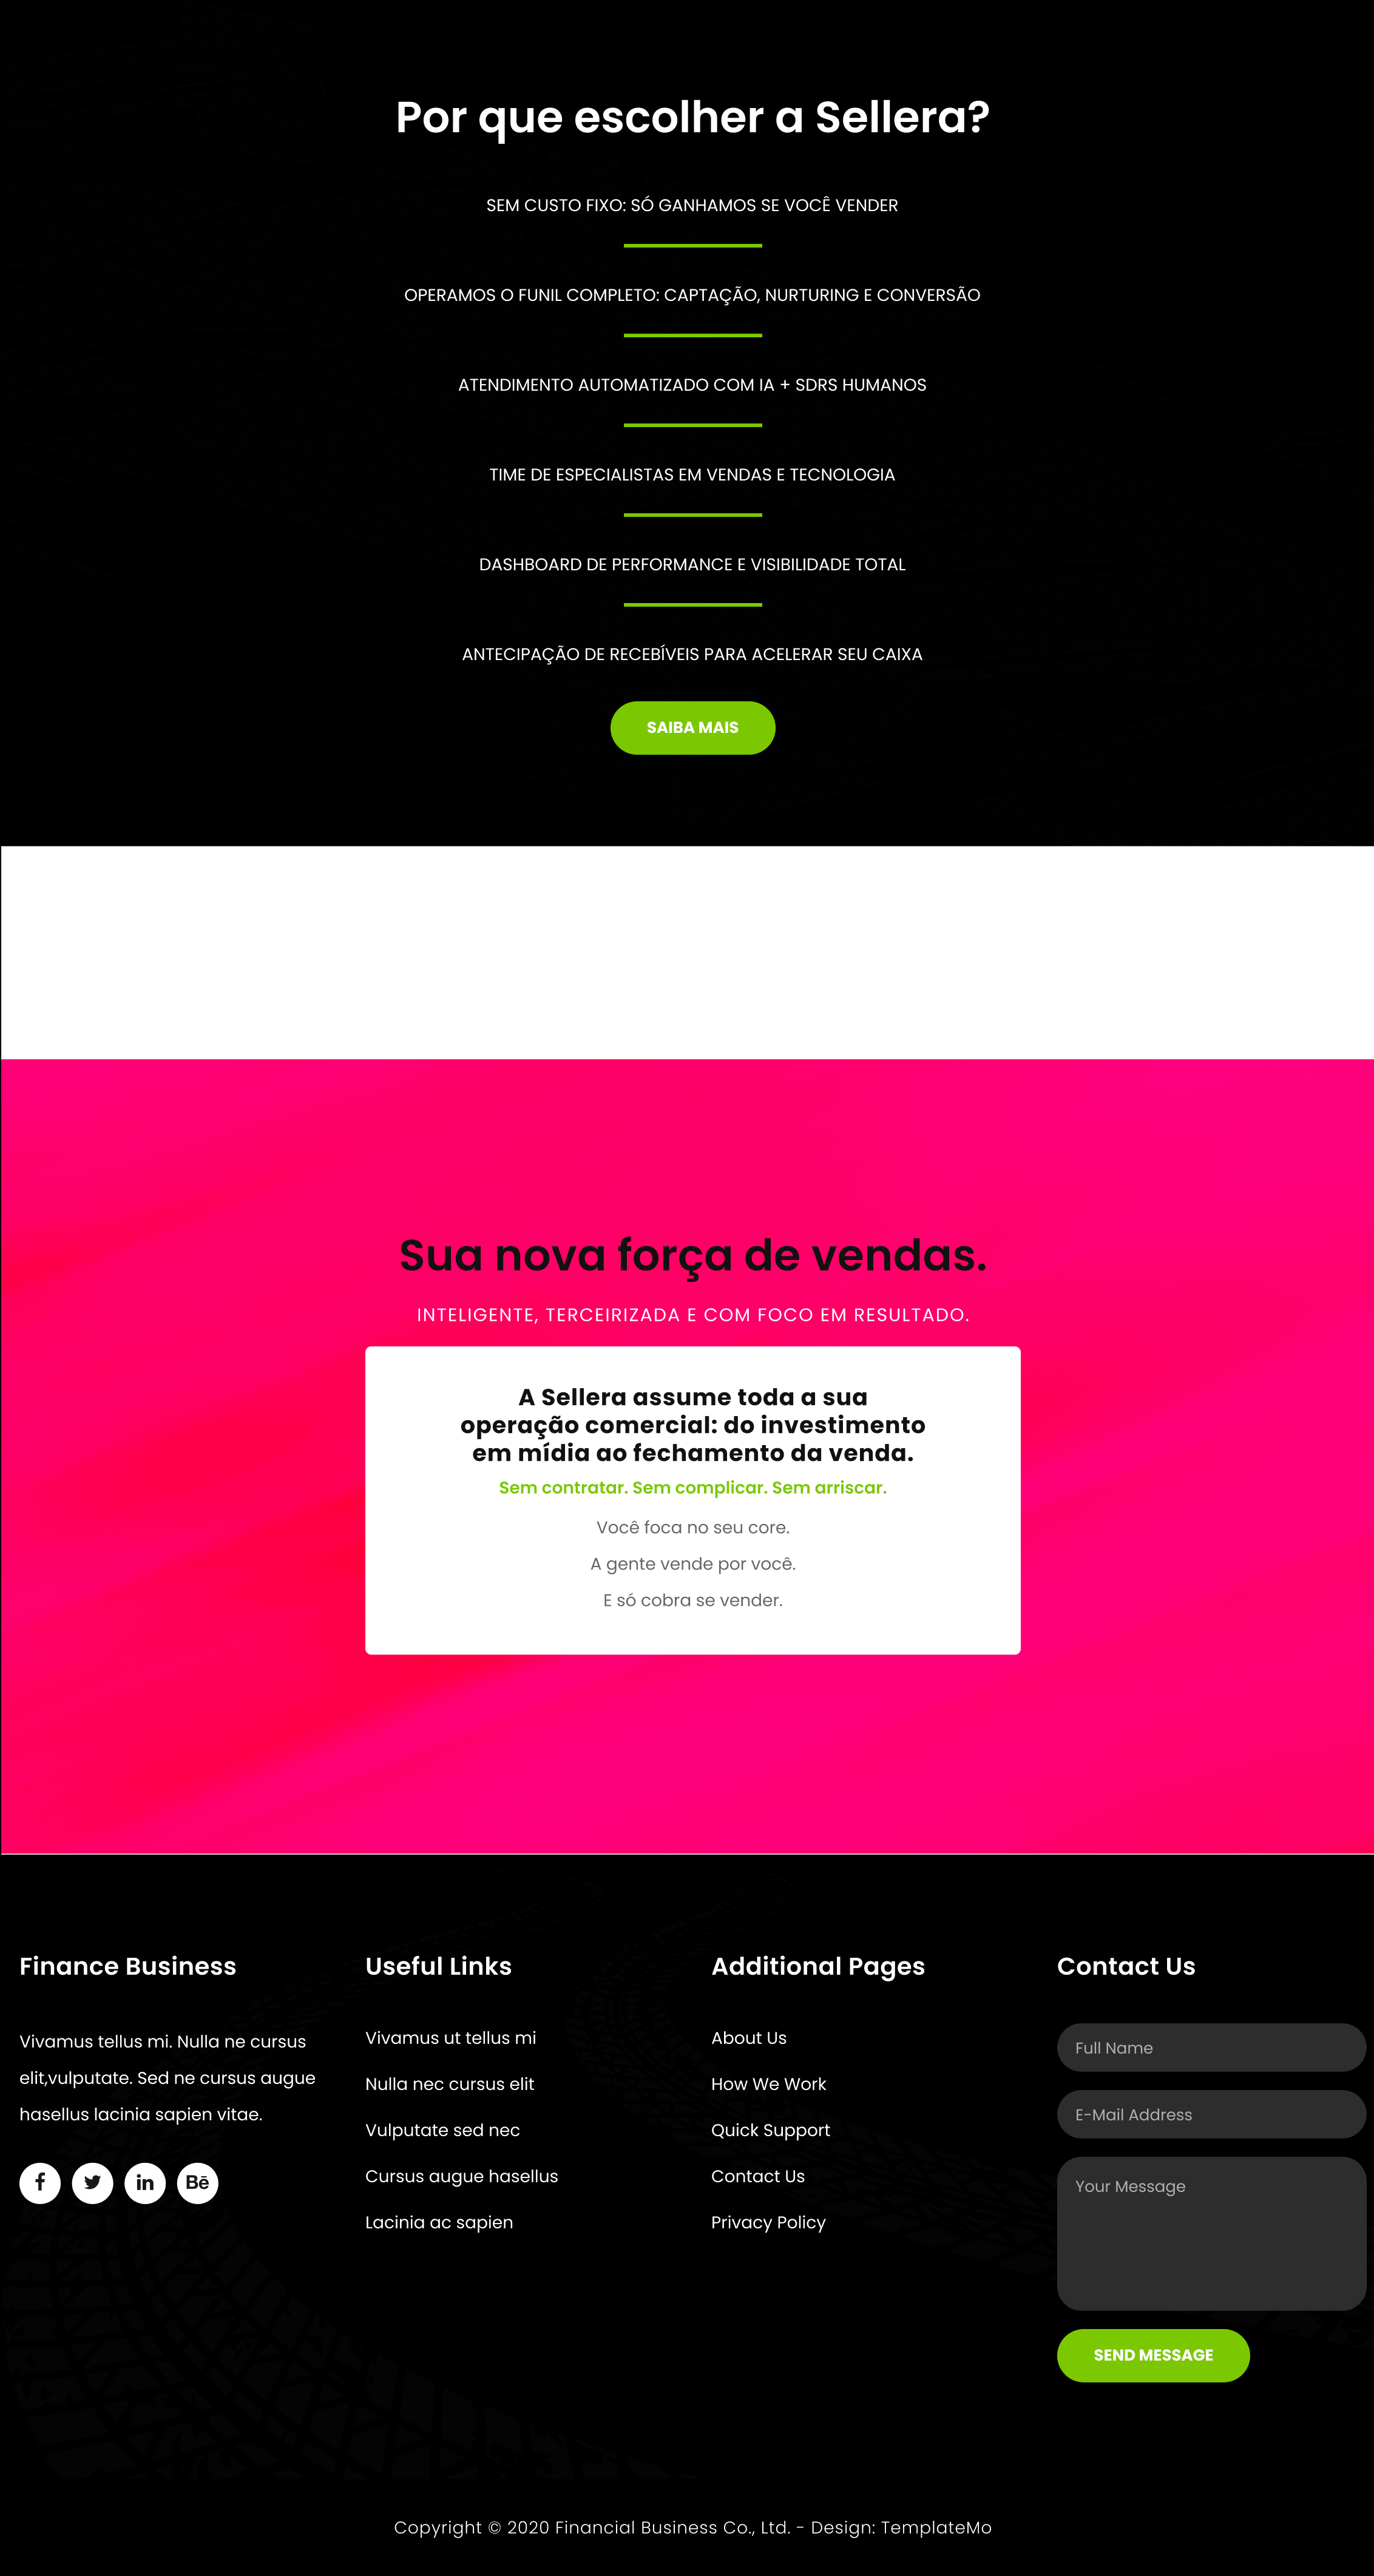 Por que escolher a Sellera?
SEM CUSTO FIXO: SÓ GANHAMOS SE VOCÊ VENDER
OPERAMOS O FUNIL COMPLETO: CAPTAÇÃO, NURTURING E CONVERSÃO
ATENDIMENTO AUTOMATIZADO COM IA + SDRS HUMANOS
TIME DE ESPECIALISTAS EM VENDAS E TECNOLOGIA
DASHBOARD DE PERFORMANCE E VISIBILIDADE TOTAL
ANTECIPAÇÃO DE RECEBÍVEIS PARA ACELERAR SEU CAIXA
SAIBA MAIS
Sua nova força de vendas.
INTELIGENTE, TERCEIRIZADA E COM FOCO EM RESULTADO.
A Sellera assume toda a sua
operação comercial: do investimento
em mídia ao fechamento da venda.
Sem contratar. Sem complicar. Sem arriscar.
Você foca no seu core.
A gente vende por você.
E só cobra se vender.
Finance Business
Vivamus tellus mi. Nulla ne cursus
elit,vulputate. Sed ne cursus augue
hasellus lacinia sapien vitae.
f
in
Bē
Useful Links
Vivamus ut tellus mi
Nulla nec cursus elit
Vulputate sed nec
Cursus augue hasellus
Lacinia ac sapien
Additional Pages
About Us
How We Work
Quick Support
Contact Us
Privacy Policy
Contact Us
Full Name
E-Mail Address
Your Message
SEND MESSAGE
Copyright © 2020 Financial Business Co., Ltd. - Design: TemplateMo